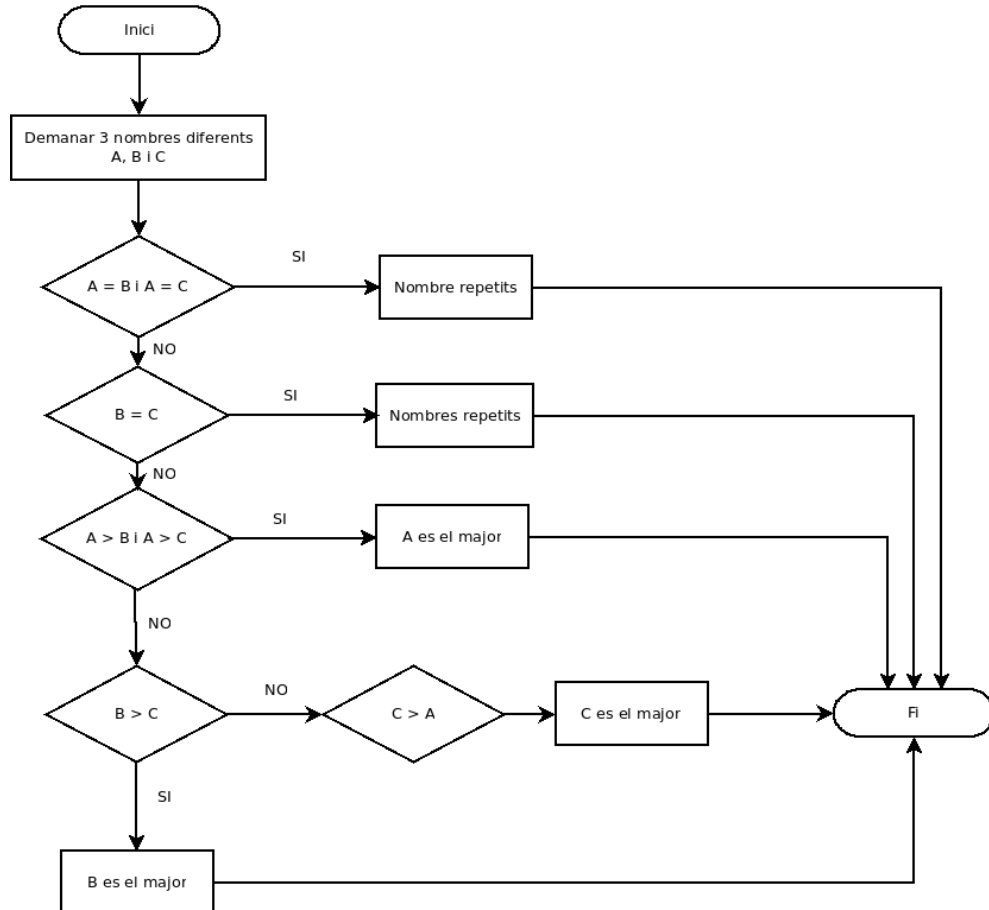 Inici
Demanar 3 nombres diferents
A, B i C
SI
A = B i A = C
Nombre repetits
NO
SI
B = C
Nombres repetits
NO
SI
A > B i A > C
A es el major
NO
NO
B > C
C > A
C es el major
Fi
SI
B es el major